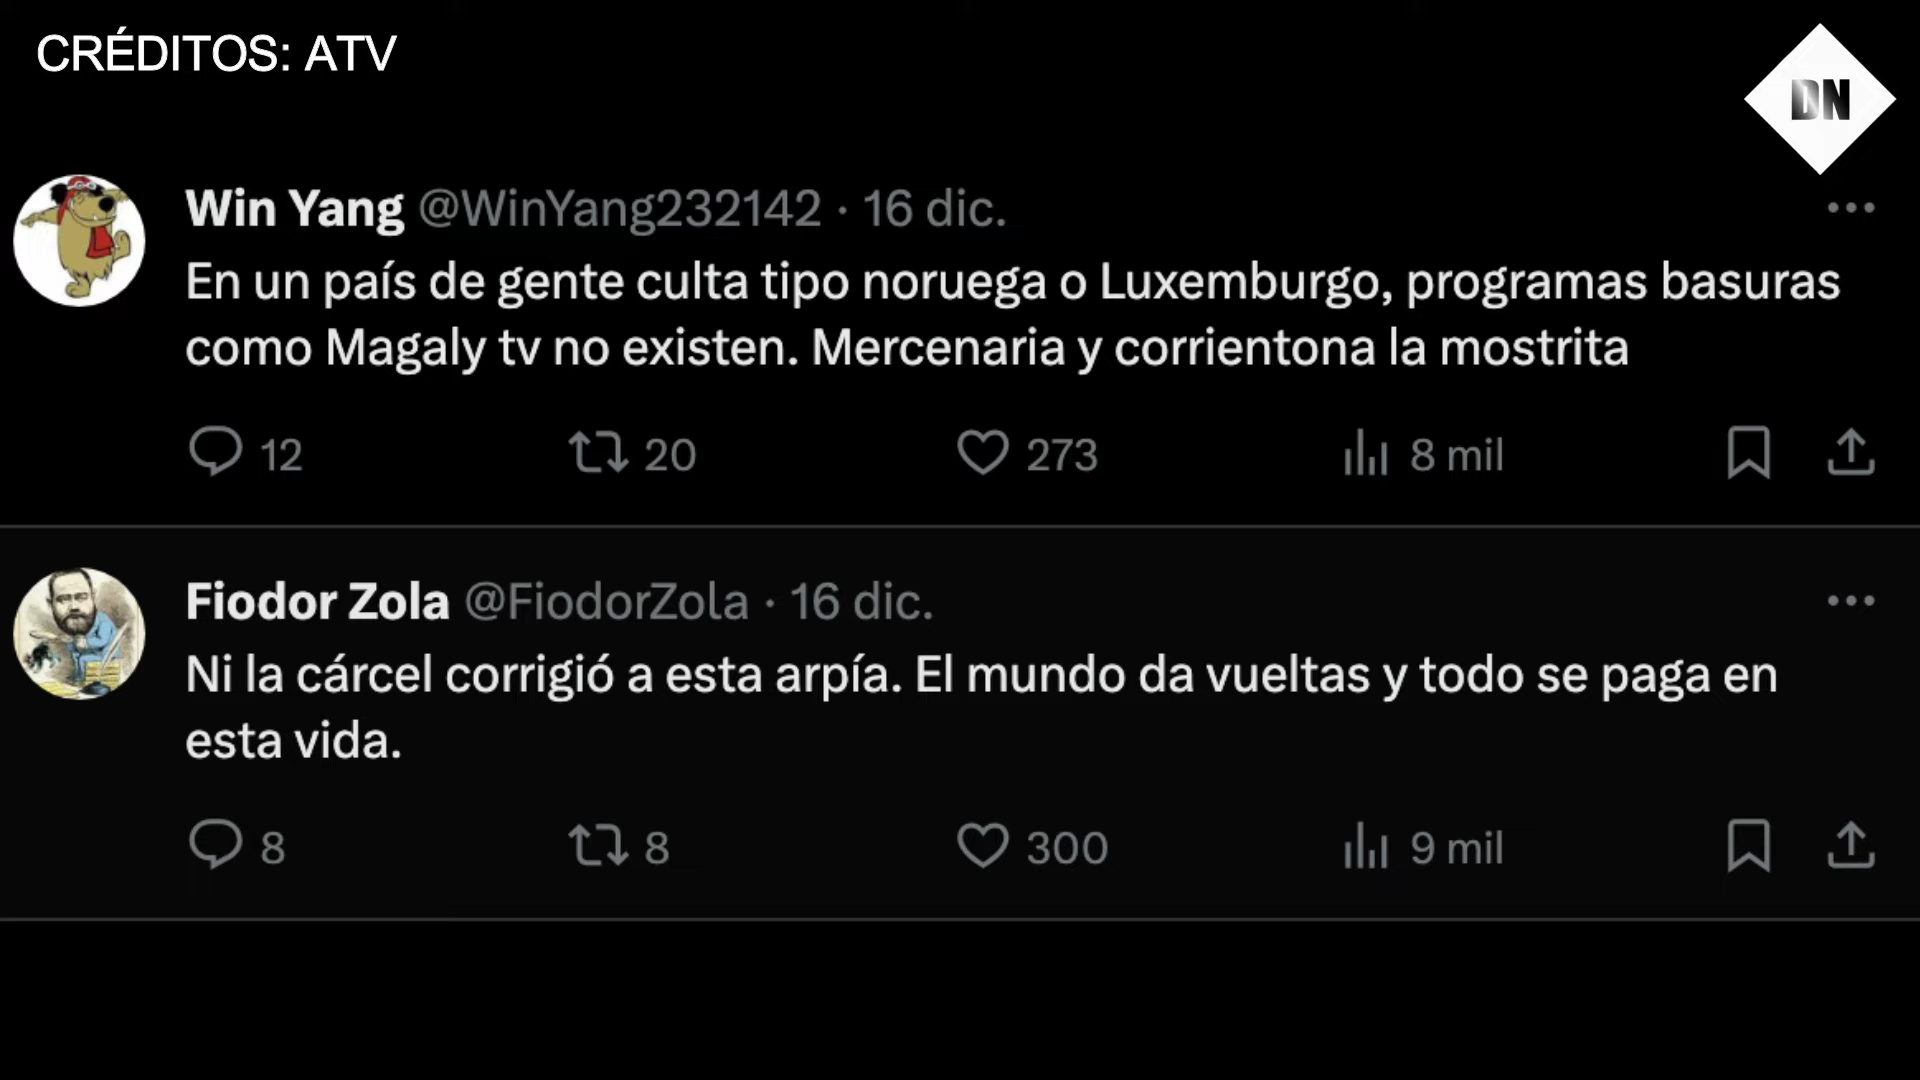 CRÉDITOS: ATV
DN
Win Yang @WinYang232142 · 16 dic.
En un país de gente culta tipo noruega o Luxemburgo, programas basuras
como Magaly tv no existen. Mercenaria y corrientona la mostrita
12 20 273 8 mil
Fiodor Zola @FiodorZola · 16 dic.
Ni la cárcel corrigió a esta arpía. El mundo da vueltas y todo se paga en
esta vida.
8 8 300 9 mil